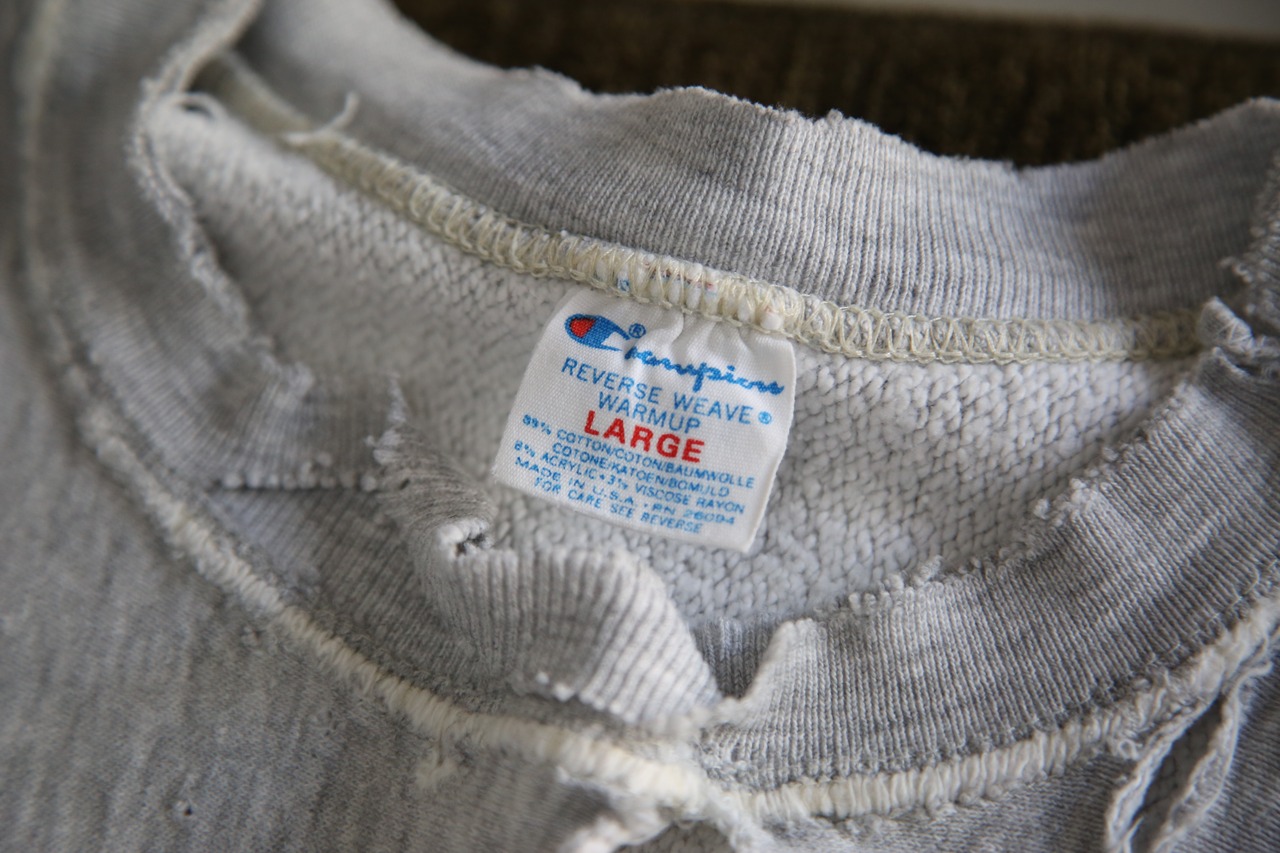 Champion®
REVERSE WEAVE®
WARMUP
LARGE
89% COTTON/COTON/BAUMWOLLE
COTONE/KATOEN/BOMULD
8% ACRYLIC•3% VISCOSE RAYON
MADE IN U.S.A • RN 26094
FOR CARE SEE REVERSE